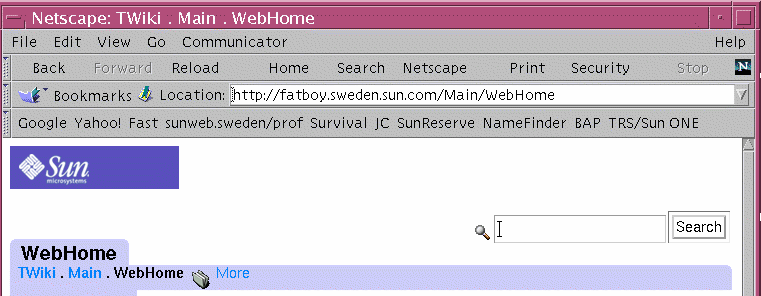 Netscape: TWiki . Main . WebHome
File Edit View Go Communicator Help
Back Forward Reload Home Search Netscape Print Security Stop N
Bookmarks Location: http://fatboy.sweden.sun.com/Main/WebHome
Google Yahoo! Fast sunweb.sweden/prof Survival JC SunReserve NameFinder BAP TRS/Sun ONE
Sun
microsystems
Search
WebHome
TWiki . Main . WebHome More